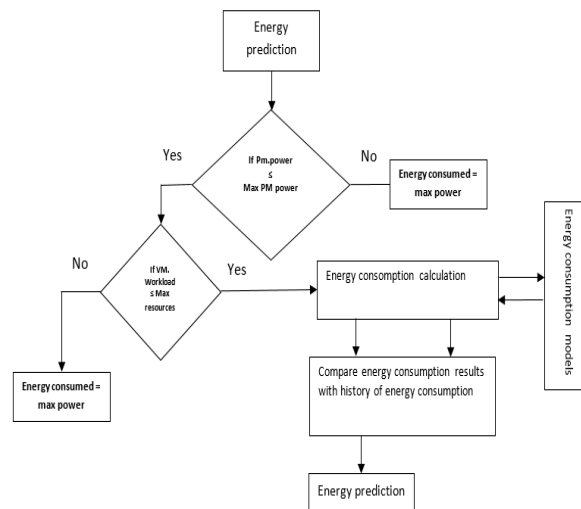 Energy
prediction
Yes
If Pm.power
≤
Max PM power
No
Energy consumed =
max power
No
If VM.
Workload
≤ Max
resources
Yes
Energy consomption calculation
Energy consumption models
Energy consumed =
max power
Compare energy consumption results
with history of energy consumption
Energy prediction